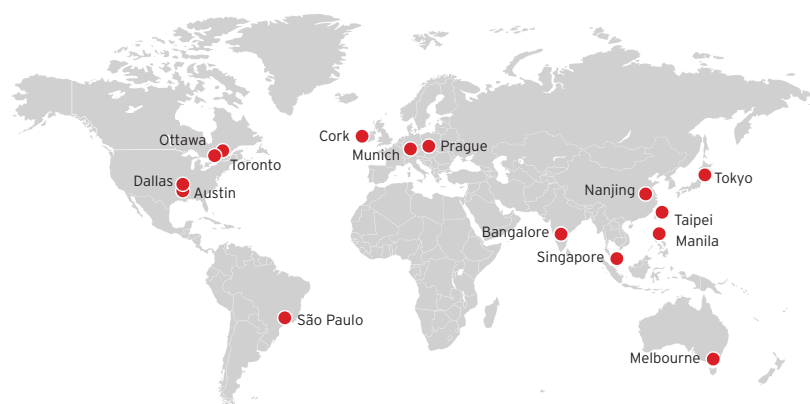 Ottawa
Toronto
Dallas
Austin
São Paulo
Cork
Munich
Prague
Tokyo
Nanjing
Taipei
Bangalore
Manila
Singapore
Melbourne